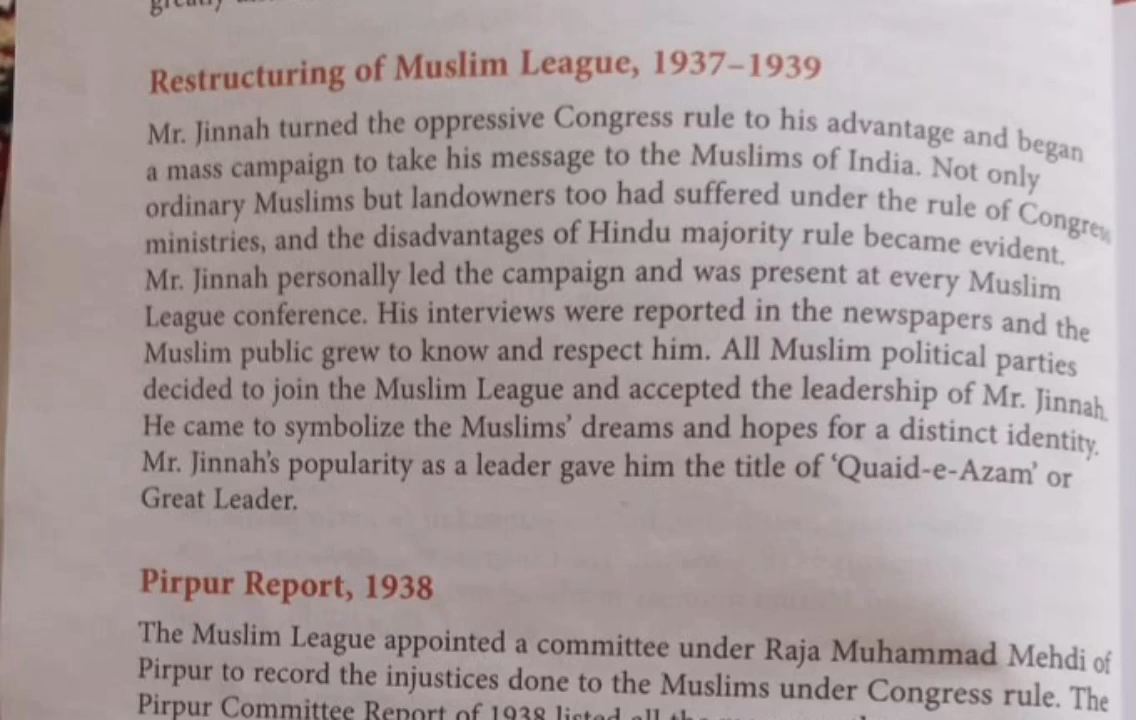 Restructuring of Muslim League, 1937–1939
Mr. Jinnah turned the oppressive Congress rule to his advantage and began
a mass campaign to take his message to the Muslims of India. Not only
ordinary Muslims but landowners too had suffered under the rule of Congress
ministries, and the disadvantages of Hindu majority rule became evident.
Mr. Jinnah personally led the campaign and was present at every Muslim
League conference. His interviews were reported in the newspapers and the
Muslim public grew to know and respect him. All Muslim political parties
decided to join the Muslim League and accepted the leadership of Mr. Jinnah.
He came to symbolize the Muslims’ dreams and hopes for a distinct identity.
Mr. Jinnah’s popularity as a leader gave him the title of ‘Quaid-e-Azam’ or
Great Leader.
Pirpur Report, 1938
The Muslim League appointed a committee under Raja Muhammad Mehdi of
Pirpur to record the injustices done to the Muslims under Congress rule. The
Pirpur Committee Report of 1938 listed all the